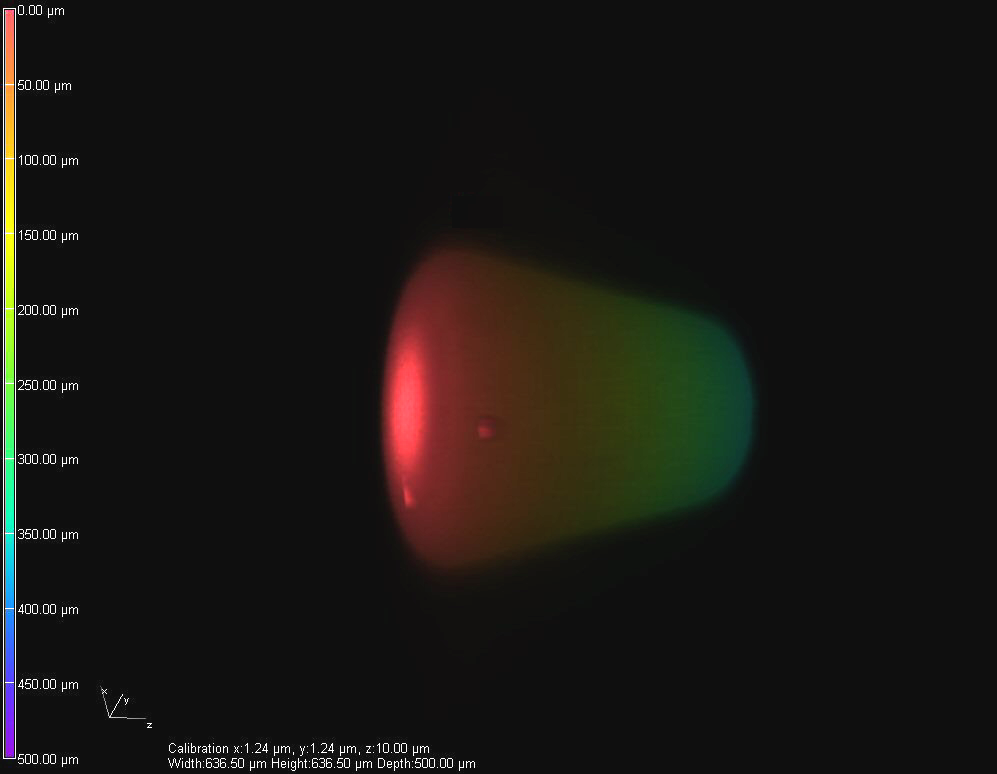 0.00 µm
50.00 µm
100.00 µm
150.00 µm
200.00 µm
250.00 µm
300.00 µm
350.00 µm
400.00 µm
450.00 µm
500.00 µm
x
y
z
Calibration x:1.24 µm, y:1.24 µm, z:10.00 µm
Width:636.50 µm Height:636.50 µm Depth:500.00 µm